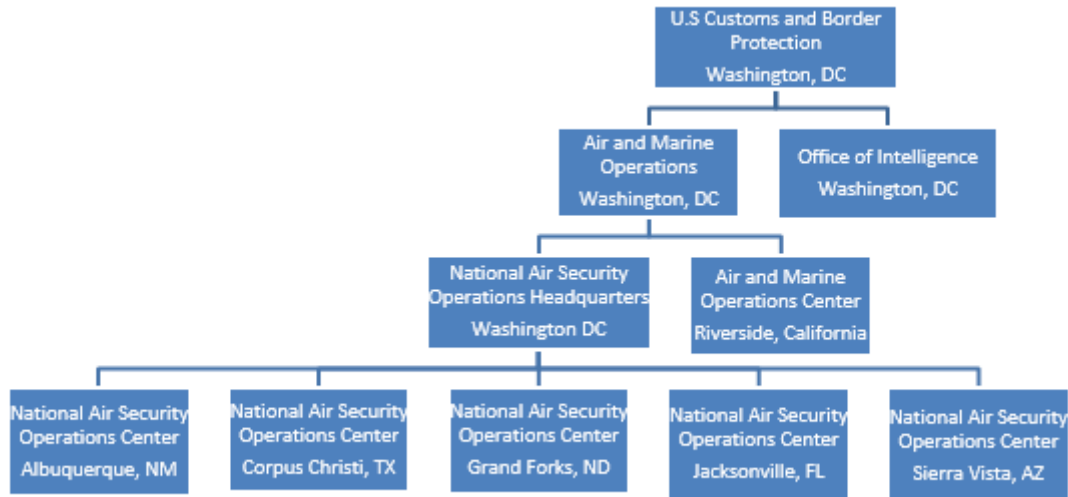 U.S Customs and Border
Protection
Washington, DC
Air and Marine
Operations
Washington, DC
Office of Intelligence
Washington, DC
National Air Security
Operations Headquarters
Washington DC
Air and Marine
Operations Center
Riverside, California
National Air Security
Operations Center
Albuquerque, NM
National Air Security
Operations Center
Corpus Christi, TX
National Air Security
Operations Center
Grand Forks, ND
National Air Security
Operations Center
Jacksonville, FL
National Air Security
Operations Center
Sierra Vista, AZ